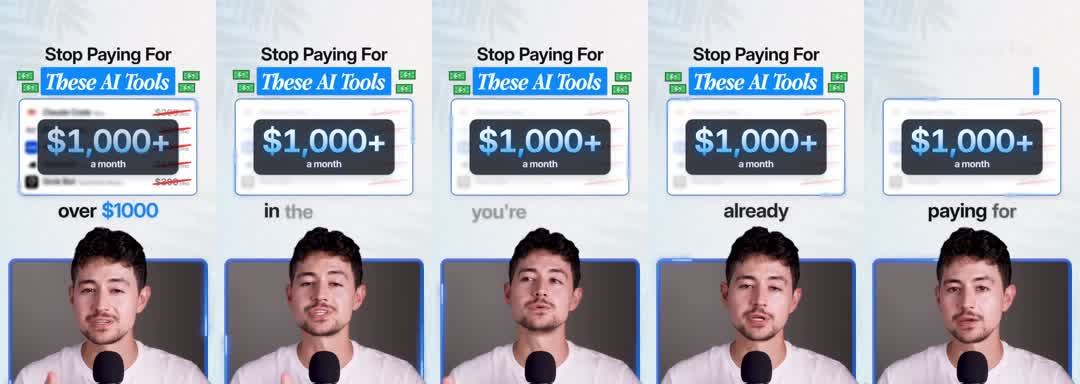 Stop Paying For
These AI Tools
$1,000+
a month
over $1000
Stop Paying For
These AI Tools
$1,000+
a month
in the
Stop Paying For
These AI Tools
$1,000+
a month
you're
Stop Paying For
These AI Tools
$1,000+
a month
already
$1,000+
a month
paying for